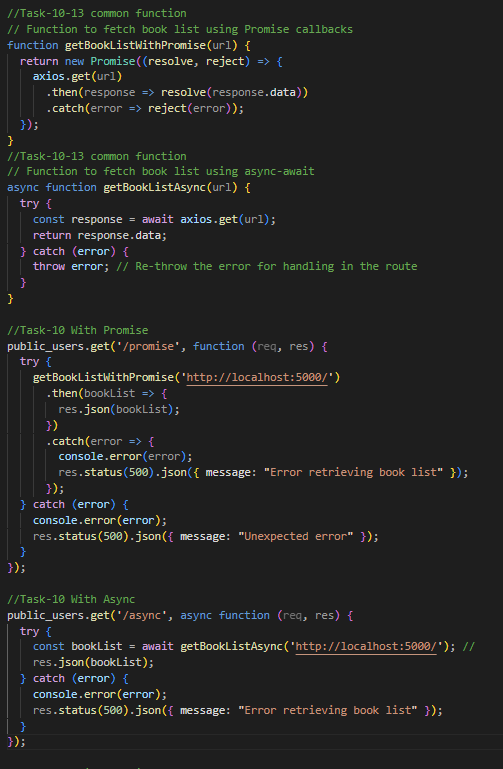 //Task-10-13 common function
// Function to fetch book list using Promise callbacks
function getBookListWithPromise(url) {
  return new Promise((resolve, reject) => {
    axios.get(url)
      .then(response => resolve(response.data))
      .catch(error => reject(error));
  });
}
//Task-10-13 common function
// Function to fetch book list using async-await
async function getBookListAsync(url) {
  try {
    const response = await axios.get(url);
    return response.data;
  } catch (error) {
    throw error; // Re-throw the error for handling in the route
  }
}

//Task-10 With Promise
public_users.get('/promise', function (req, res) {
  try {
    getBookListWithPromise('http://localhost:5000/')
      .then(bookList => {
        res.json(bookList);
      })
      .catch(error => {
        console.error(error);
        res.status(500).json({ message: "Error retrieving book list" });
      });
  } catch (error) {
    console.error(error);
    res.status(500).json({ message: "Unexpected error" });
  }
});

//Task-10 With Async
public_users.get('/async', async function (req, res) {
  try {
    const bookList = await getBookListAsync('http://localhost:5000/'); //
    res.json(bookList);
  } catch (error) {
    console.error(error);
    res.status(500).json({ message: "Error retrieving book list" });
  }
});